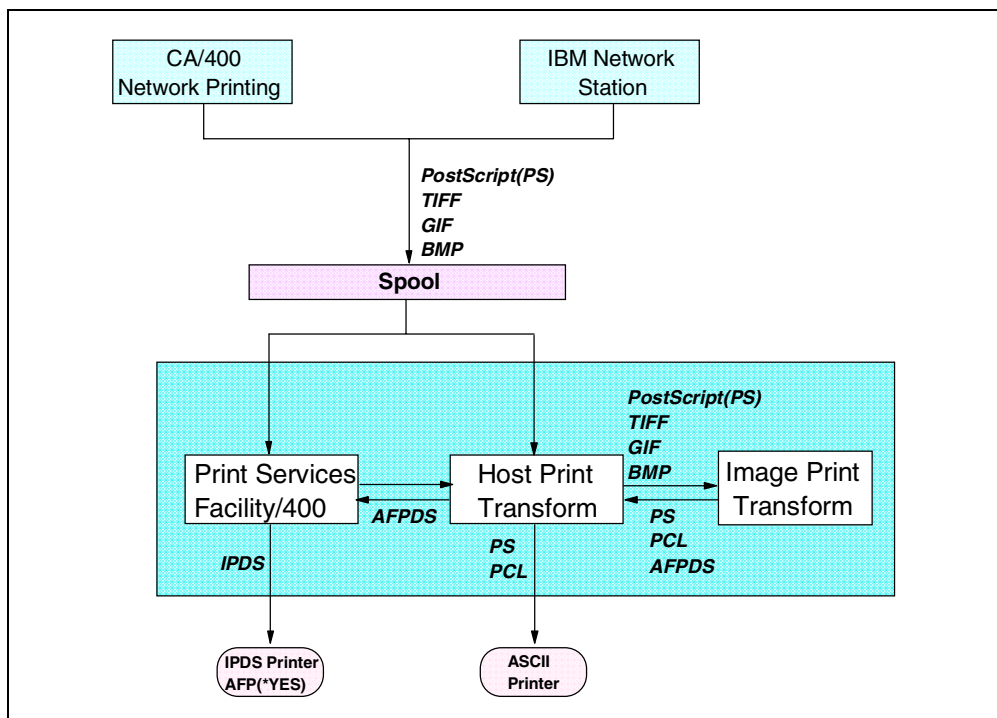 CA/400
Network Printing
IBM Network
Station
PostScript(PS)
TIFF
GIF
BMP
Spool
PostScript(PS)
TIFF
GIF
BMP
Print Services
Facility/400
Host Print
Transform
Image Print
Transform
AFPDS
PS
PCL
AFPDS
IPDS
PS
PCL
IPDS Printer
AFP(*YES)
ASCII
Printer